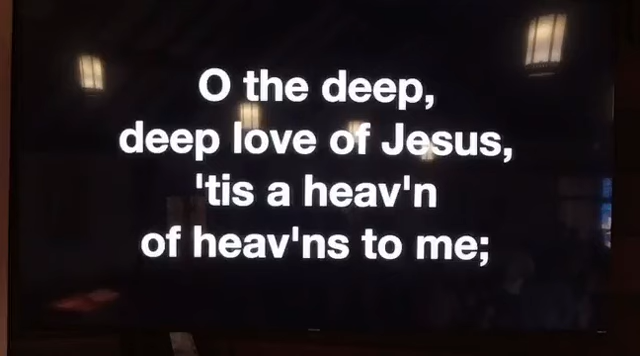 O the deep,
deep love of Jesus,
'tis a heav'n
of heav'ns to me;